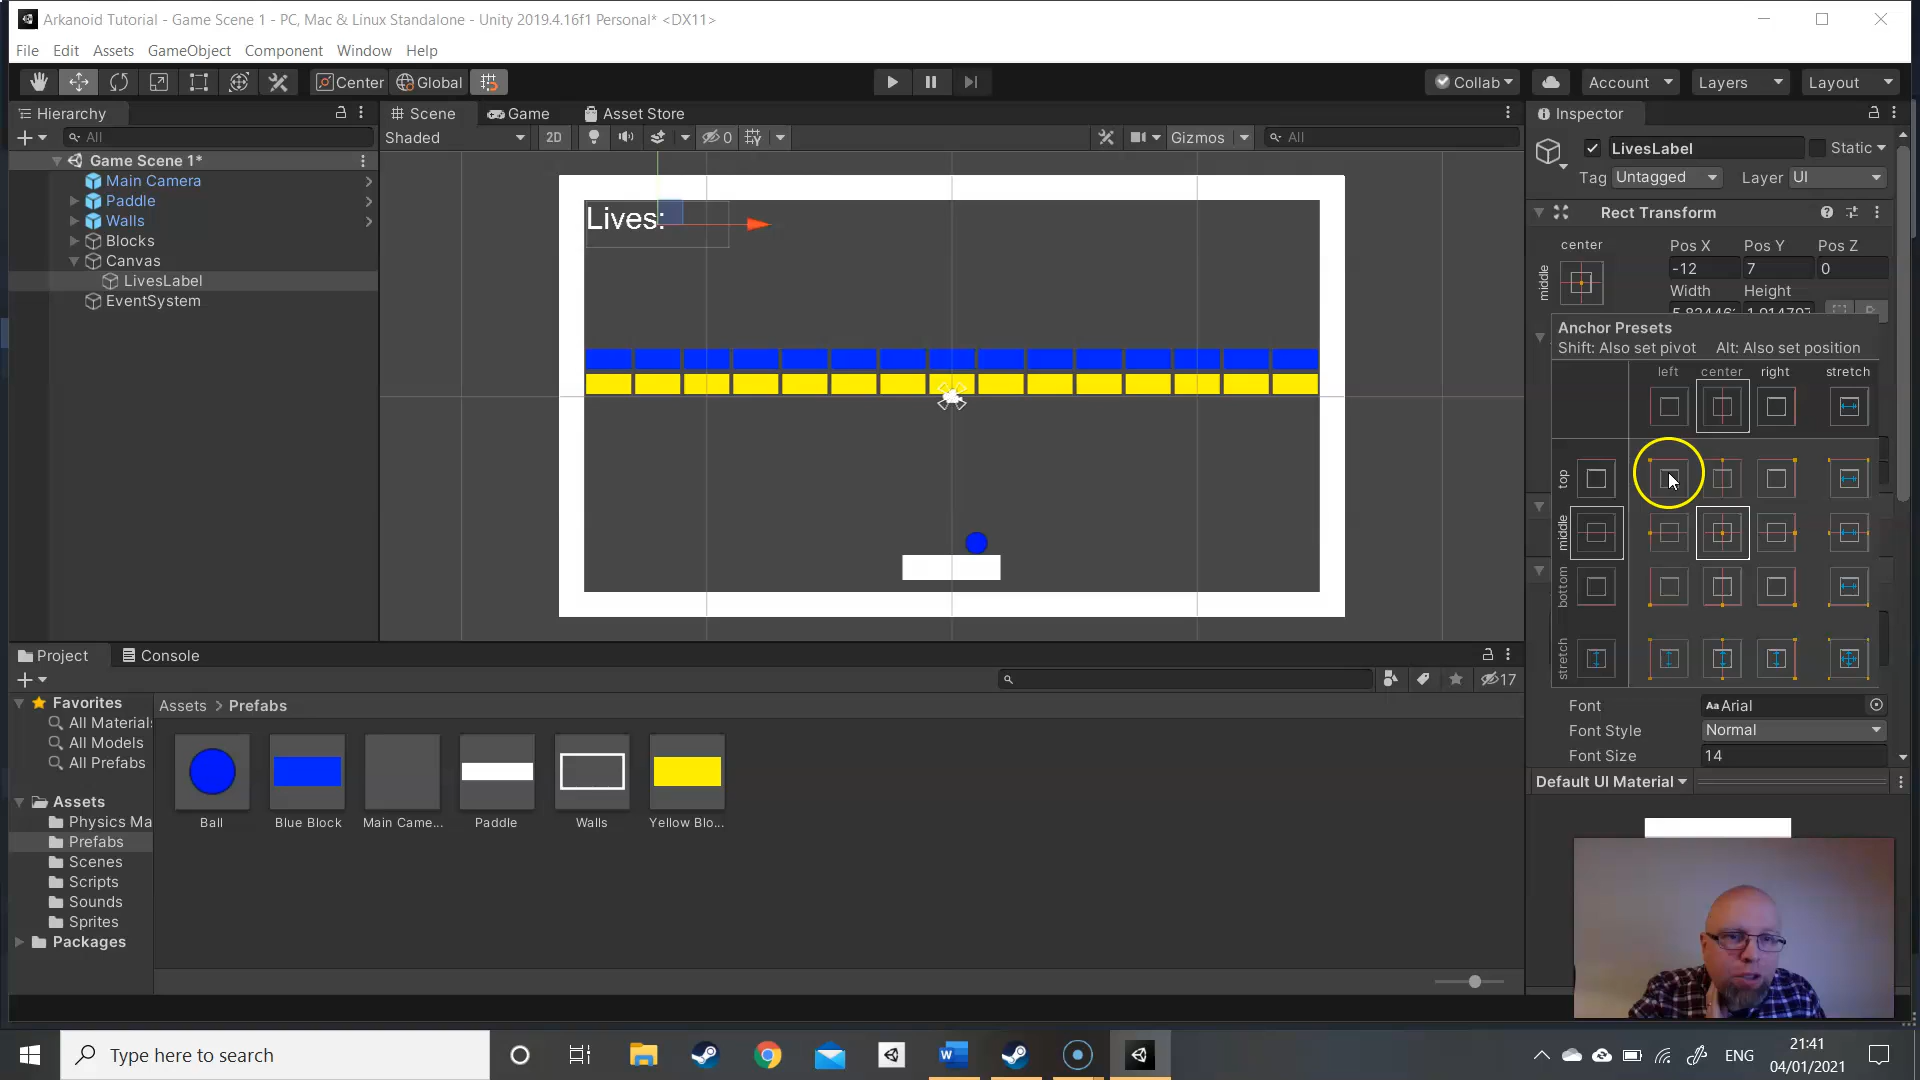 Arkanoid Tutorial - Game Scene 1 - PC, Mac & Linux Standalone - Unity 2019.4.16f1 Personal* <DX11>
File Edit Assets GameObject Component Window Help
Center Global Collab Account Layers Layout
Hierarchy
All
Game Scene 1*
Main Camera
Paddle
Walls
Blocks
Canvas
LivesLabel
EventSystem
Scene Game Asset Store
Shaded 2D 0 Gizmos All
Lives:
Inspector
LivesLabel Static
Tag Untagged Layer UI
Rect Transform
center
middle
Pos X Pos Y Pos Z
-12 7 0
Width Height
Anchor Presets
Shift: Also set pivot Alt: Also set position
left center right stretch
top
middle
bottom
stretch
Font Arial
Font Style Normal
Font Size 14
Default UI Material
Project Console
17
Favorites
All Materials
All Models
All Prefabs
Assets
Physics Ma
Prefabs
Scenes
Scripts
Sounds
Sprites
Packages
Assets > Prefabs
Ball Blue Block Main Came... Paddle Walls Yellow Blo...
Type here to search
ENG
21:41
04/01/2021